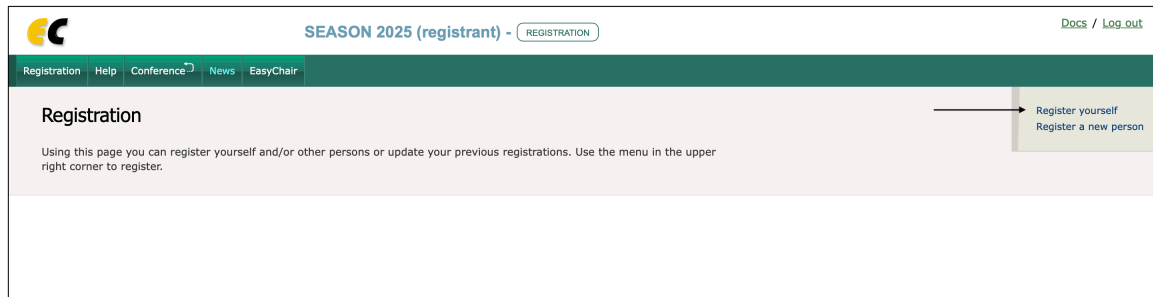 EC
SEASON 2025 (registrant) - REGISTRATION
Docs / Log out
Registration Help Conference News EasyChair
Registration
Using this page you can register yourself and/or other persons or update your previous registrations. Use the menu in the upper
right corner to register.
Register yourself
Register a new person